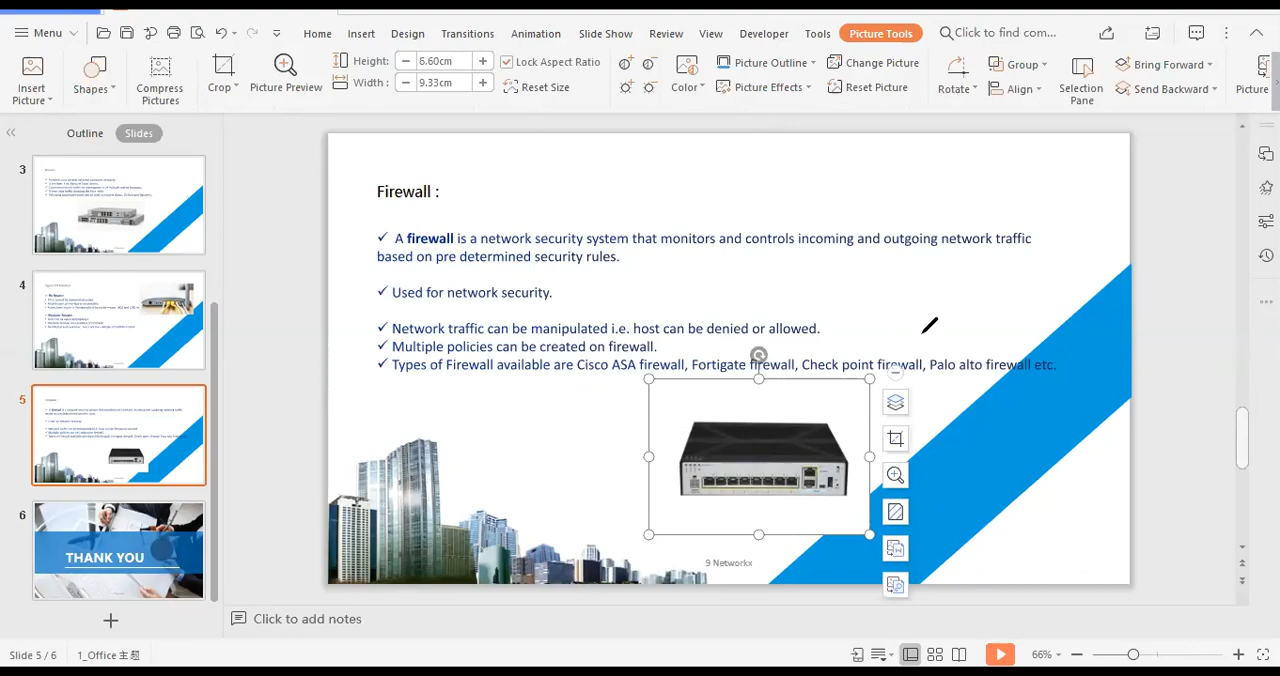 Menu
Home
Insert
Design
Transitions
Animation
Slide Show
Review
View
Developer
Tools
Picture Tools
Click to find com...
Insert
Picture
Shapes
Compress
Pictures
Crop
Picture Preview
Height: 6.60cm
Width : 9.33cm
Lock Aspect Ratio
Reset Size
Color
Picture Outline
Picture Effects
Change Picture
Reset Picture
Rotate
Group
Align
Selection
Pane
Bring Forward
Send Backward
Picture
Outline
Slides
3
4
5
6
THANK YOU
Firewall :
✓ A firewall is a network security system that monitors and controls incoming and outgoing network traffic
based on pre determined security rules.
✓ Used for network security.
✓ Network traffic can be manipulated i.e. host can be denied or allowed.
✓ Multiple policies can be created on firewall.
✓ Types of Firewall available are Cisco ASA firewall, Fortigate firewall, Check point firewall, Palo alto firewall etc.
9 Networkx
Click to add notes
Slide 5 / 6
1_Office 主题
66%